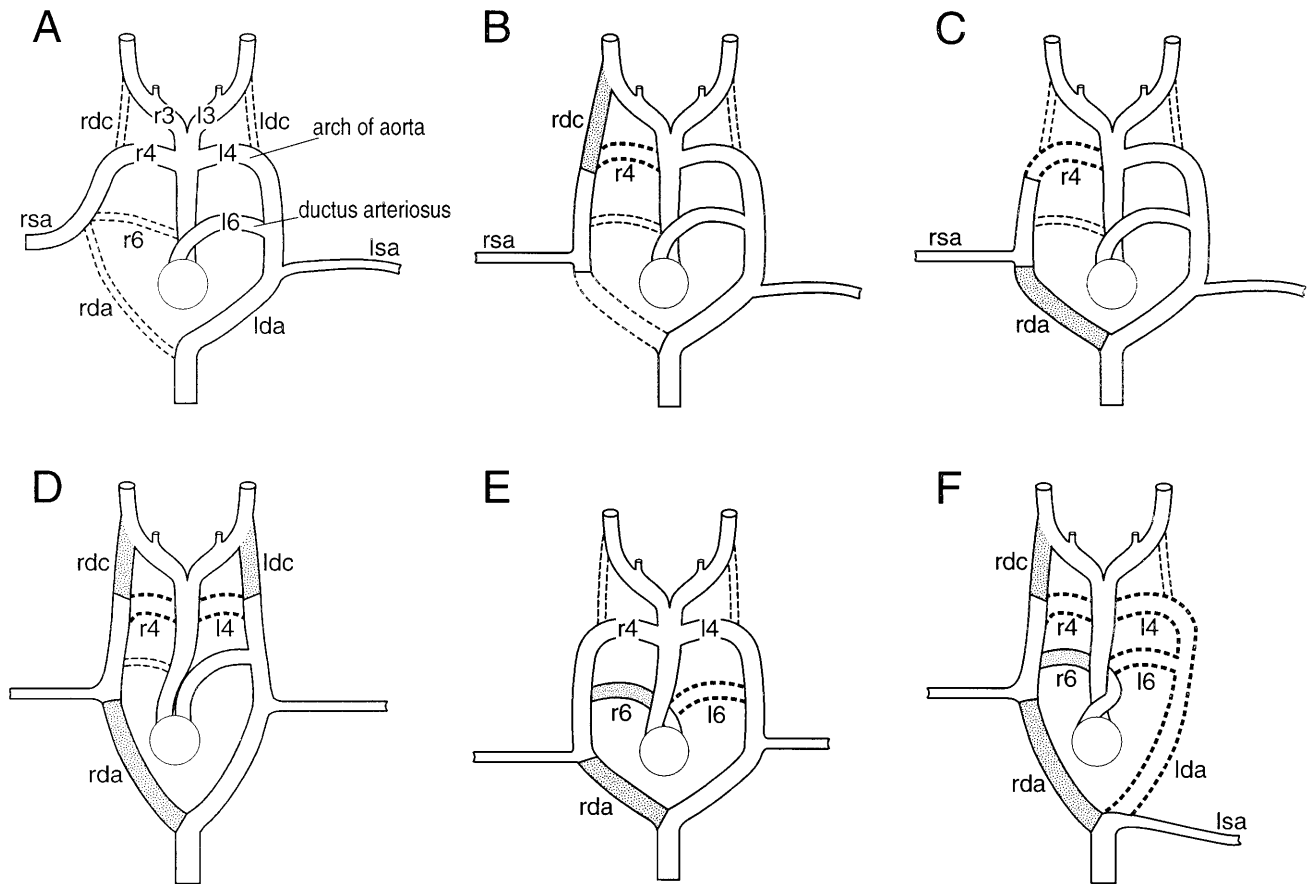 A
B
C
rdc
r3
l3
ldc
arch of aorta
r4
l4
rsa
r6
l6
ductus arteriosus
lsa
rda
lda
rdc
r4
rsa
r4
rsa
rda
D
E
F
rdc
ldc
r4
l4
rda
r4
l4
r6
l6
rda
rdc
r4
l4
r6
l6
rda
lda
lsa